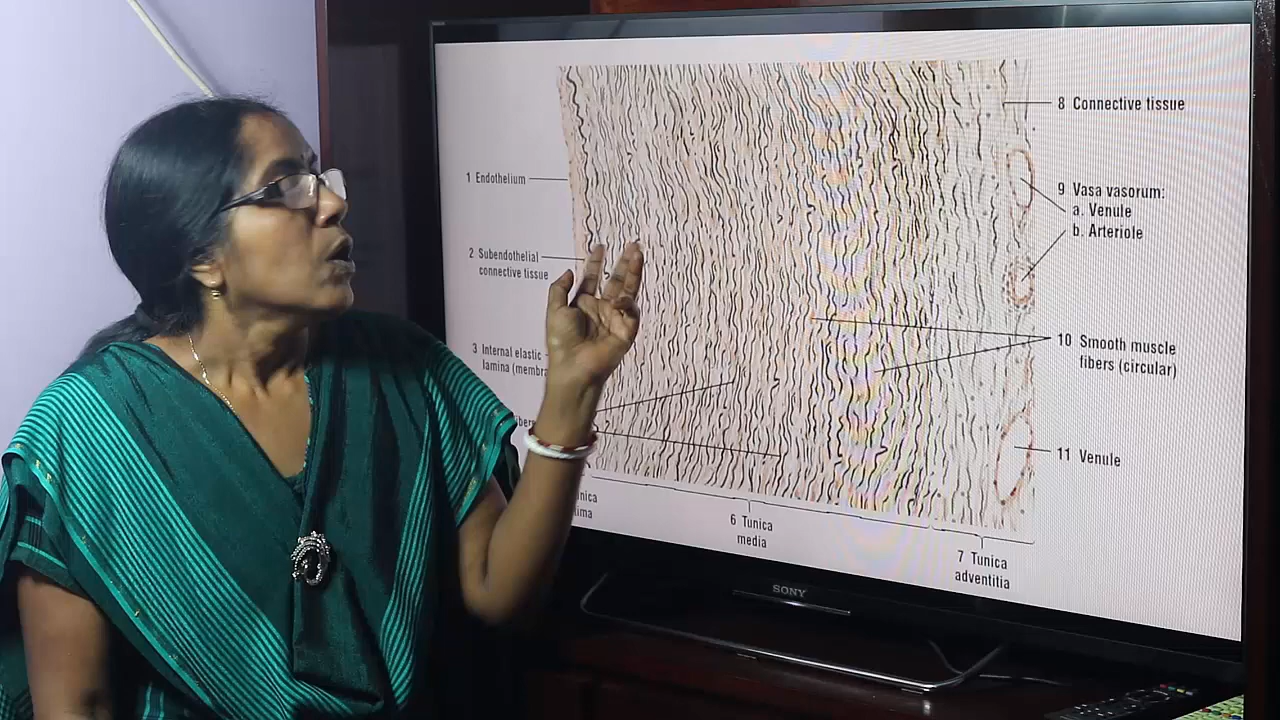 1 Endothelium
2 Subendothelial
connective tissue
3 Internal elastic
lamina
6 Tunica
media
7 Tunica
adventitia
8 Connective tissue
9 Vasa vasorum:
a. Venule
b. Arteriole
10 Smooth muscle
fibers (circular)
11 Venule
SONY